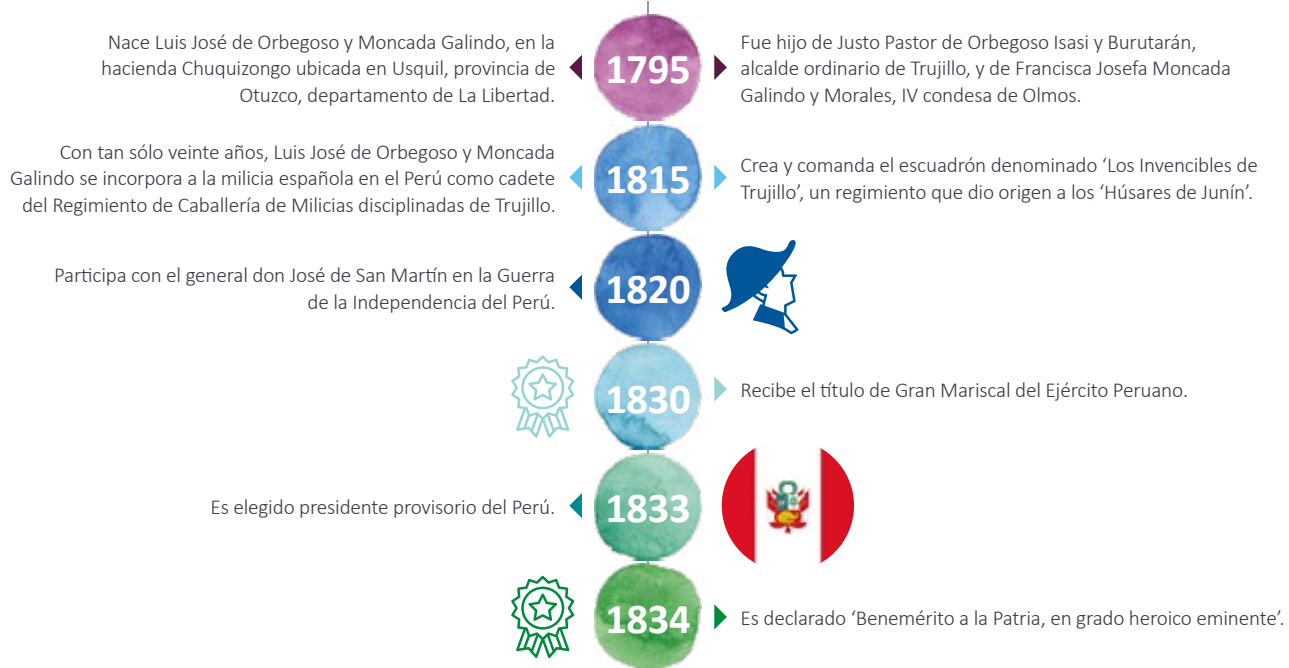 Nace Luis José de Orbegoso y Moncada Galindo, en la
hacienda Chuquizongo ubicada en Usquil, provincia de
Otuzco, departamento de La Libertad.
1795
Fue hijo de Justo Pastor de Orbegoso Isasi y Burutarán,
alcalde ordinario de Trujillo, y de Francisca Josefa Moncada
Galindo y Morales, IV condesa de Olmos.
Con tan sólo veinte años, Luis José de Orbegoso y Moncada
Galindo se incorpora a la milicia española en el Perú como cadete
del Regimiento de Caballería de Milicias disciplinadas de Trujillo.
1815
Crea y comanda el escuadrón denominado ‘Los Invencibles de
Trujillo’, un regimiento que dio origen a los ‘Húsares de Junín’.
Participa con el general don José de San Martín en la Guerra
de la Independencia del Perú.
1820
1830
Recibe el título de Gran Mariscal del Ejército Peruano.
Es elegido presidente provisorio del Perú.
1833
1834
Es declarado ‘Benemérito a la Patria, en grado heroico eminente’.